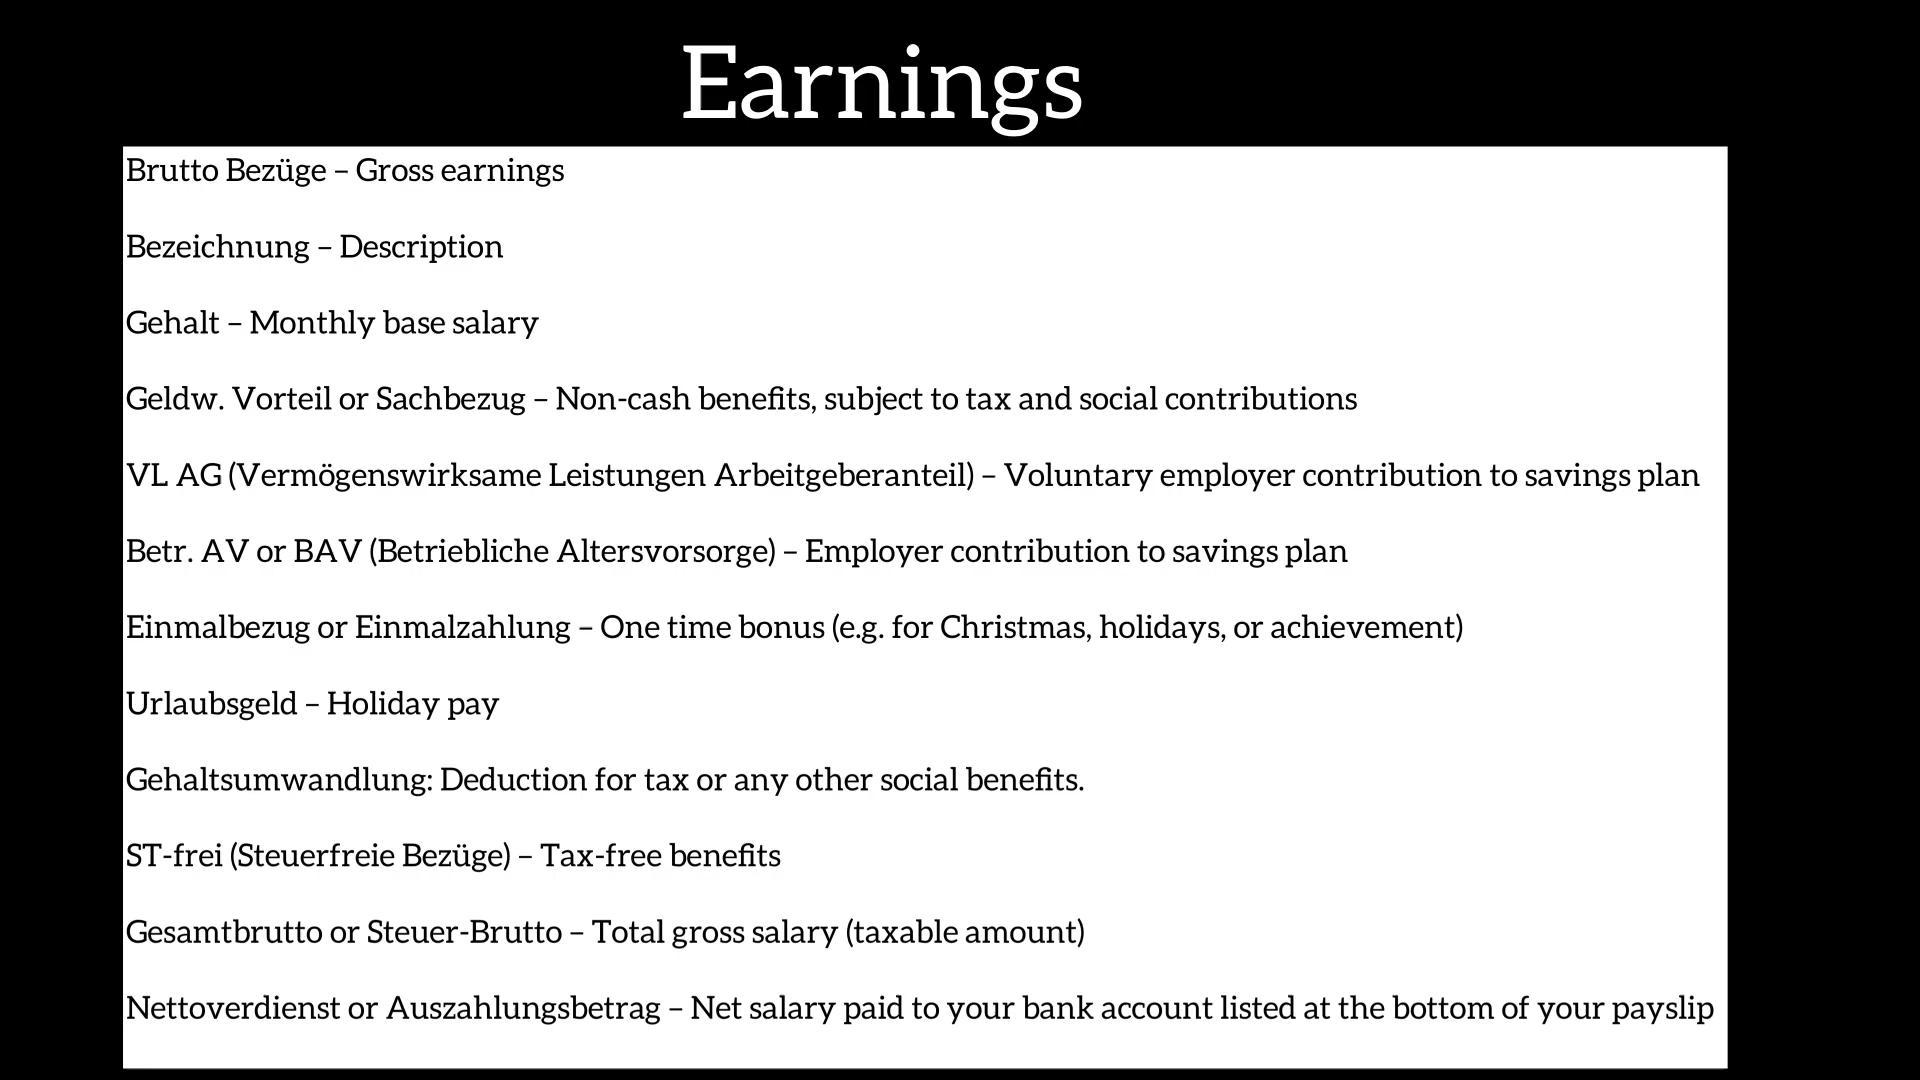 Earnings
Brutto Bezüge – Gross earnings
Bezeichnung – Description
Gehalt – Monthly base salary
Geldw. Vorteil or Sachbezug – Non-cash benefits, subject to tax and social contributions
VL AG (Vermögenswirksame Leistungen Arbeitgeberanteil) – Voluntary employer contribution to savings plan
Betr. AV or BAV (Betriebliche Altersvorsorge) – Employer contribution to savings plan
Einmalbezug or Einmalzahlung – One time bonus (e.g. for Christmas, holidays, or achievement)
Urlaubsgeld – Holiday pay
Gehaltsumwandlung: Deduction for tax or any other social benefits.
ST-frei (Steuerfreie Bezüge) – Tax-free benefits
Gesamtbrutto or Steuer-Brutto – Total gross salary (taxable amount)
Nettoverdienst or Auszahlungsbetrag – Net salary paid to your bank account listed at the bottom of your payslip